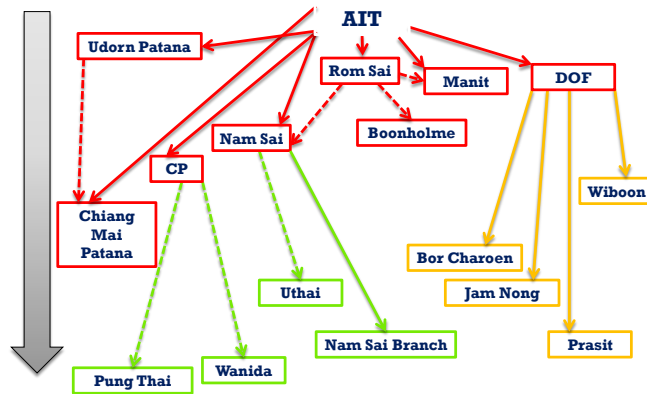 AIT
Udorn Patana
Rom Sai
Manit
DOF
Boonholme
Nam Sai
CP
Wiboon
Chiang
Mai
Patana
Bor Charoen
Uthai
Jam Nong
Nam Sai Branch
Prasit
Wanida
Pung Thai